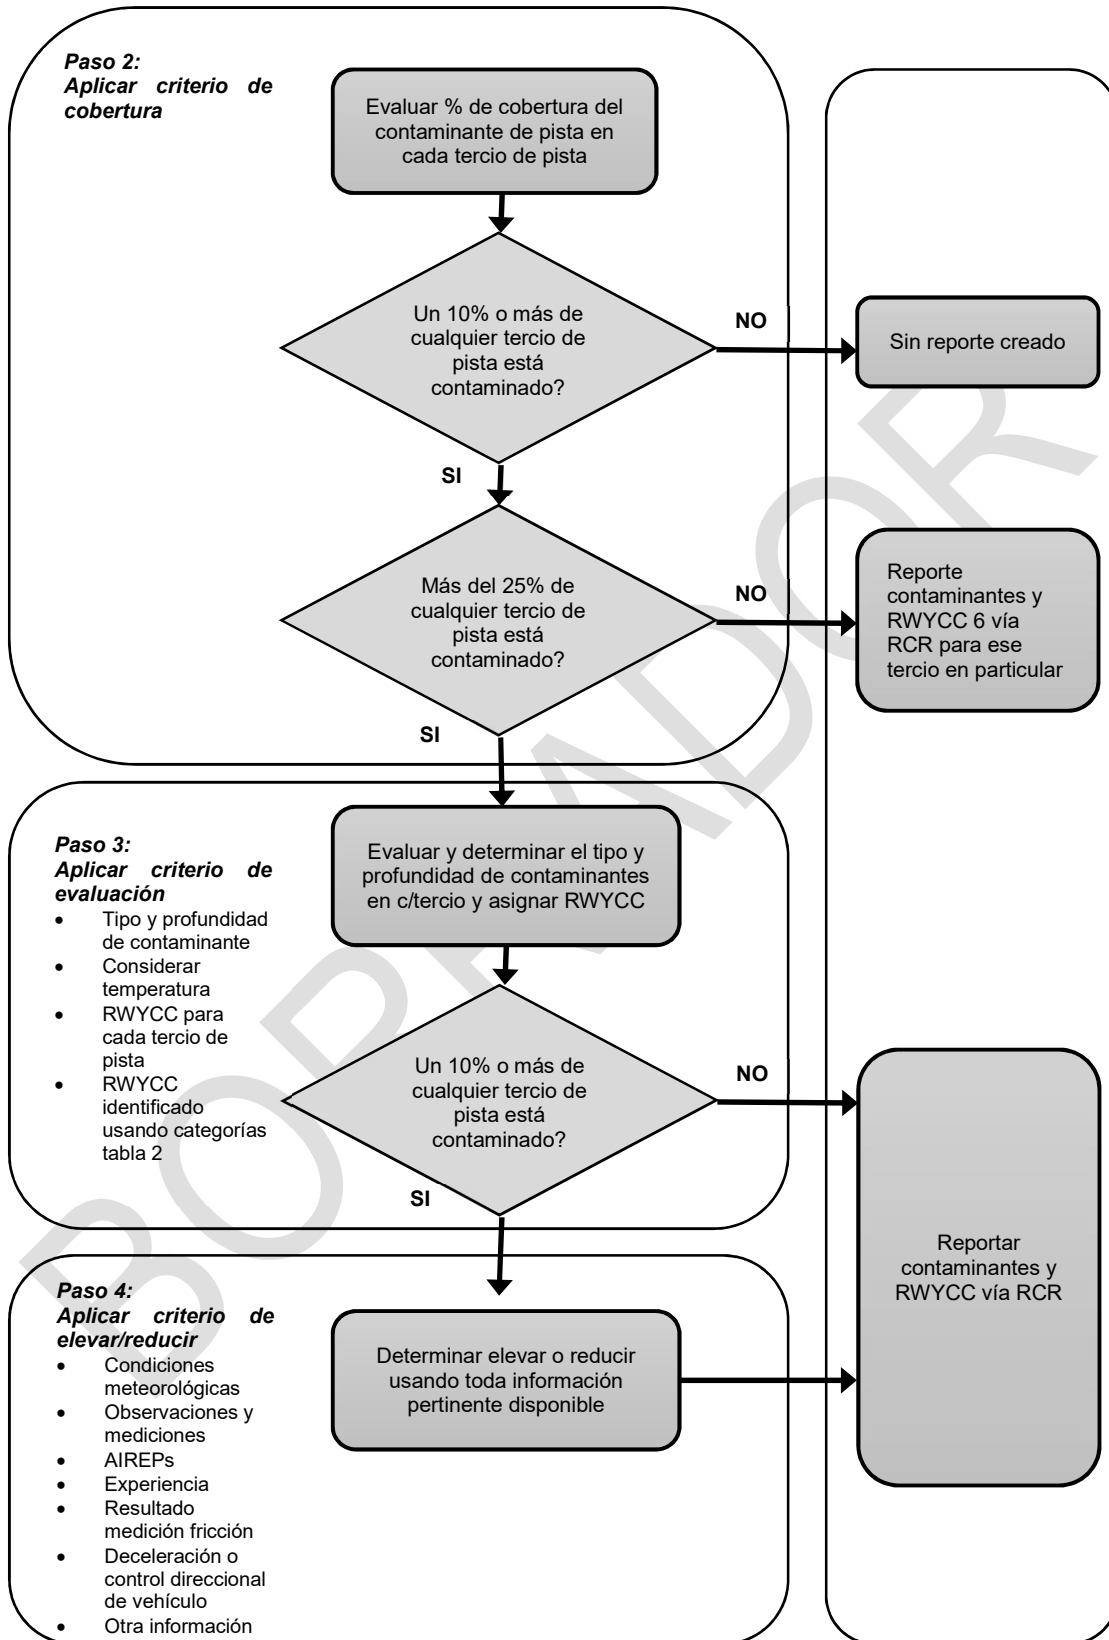 Paso 2:
Aplicar criterio de
cobertura
Evaluar % de cobertura del
contaminante de pista en
cada tercio de pista
Un 10% o más de
cualquier tercio de
pista está
contaminado?
NO
Sin reporte creado
SI
Más del 25% de
cualquier tercio de
pista está
contaminado?
NO
Reporte
contaminantes y
RWYCC 6 vía
RCR para ese
tercio en particular
SI
Paso 3:
Aplicar criterio de
evaluación
• Tipo y profundidad
de contaminante
• Considerar
temperatura
• RWYCC para
cada tercio de
pista
• RWYCC
identificado
usando categorías
tabla 2
Evaluar y determinar el tipo y
profundidad de contaminantes
en c/tercio y asignar RWYCC
Un 10% o más de
cualquier tercio de
pista está
contaminado?
NO
SI
Reportar
contaminantes y
RWYCC vía RCR
Paso 4:
Aplicar criterio de
elevar/reducir
• Condiciones
meteorológicas
• Observaciones y
mediciones
• AIREPs
• Experiencia
• Resultado
medición fricción
• Deceleración o
control direccional
de vehículo
• Otra información
Determinar elevar o reducir
usando toda información
pertinente disponible
BORRADOR